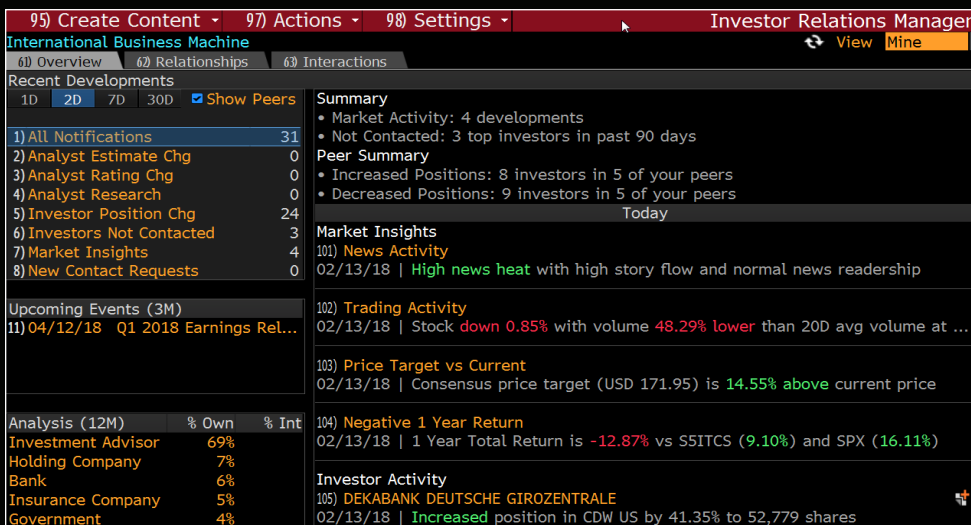 95) Create Content 97) Actions 98) Settings Investor Relations Manager
International Business Machine View Mine
61) Overview 62) Relationships 63) Interactions
Recent Developments
1D 2D 7D 30D Show Peers
1) All Notifications 31
2) Analyst Estimate Chg 0
3) Analyst Rating Chg 0
4) Analyst Research 0
5) Investor Position Chg 24
6) Investors Not Contacted 3
7) Market Insights 4
8) New Contact Requests 0
Upcoming Events (3M)
11) 04/12/18 Q1 2018 Earnings Rel...
Analysis (12M) % Own % Int
Investment Advisor 69%
Holding Company 7%
Bank 6%
Insurance Company 5%
Government 4%
Summary
• Market Activity: 4 developments
• Not Contacted: 3 top investors in past 90 days
Peer Summary
• Increased Positions: 8 investors in 5 of your peers
• Decreased Positions: 9 investors in 5 of your peers
Today
Market Insights
101) News Activity
02/13/18 | High news heat with high story flow and normal news readership
102) Trading Activity
02/13/18 | Stock down 0.85% with volume 48.29% lower than 20D avg volume at ...
103) Price Target vs Current
02/13/18 | Consensus price target (USD 171.95) is 14.55% above current price
104) Negative 1 Year Return
02/13/18 | 1 Year Total Return is -12.87% vs S5ITCS (9.10%) and SPX (16.11%)
Investor Activity
105) DEKABANK DEUTSCHE GIROZENTRALE
02/13/18 | Increased position in CDW US by 41.35% to 52,779 shares